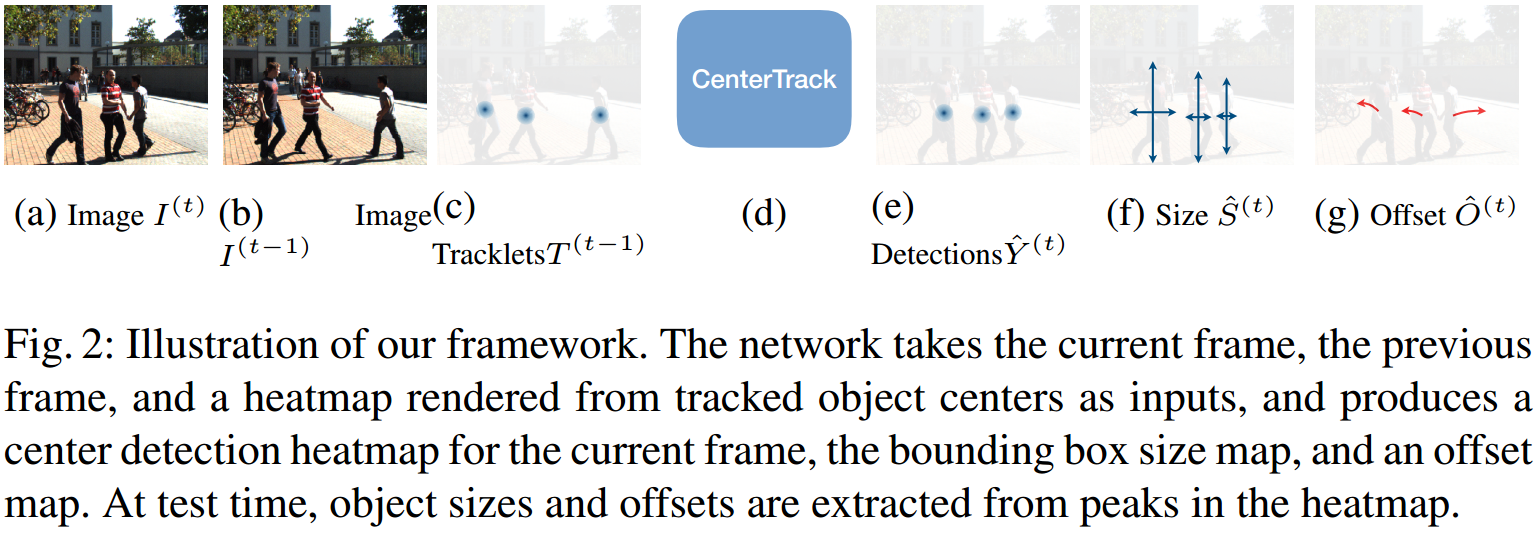 CenterTrack
(a) Image I^(t) (b) Image I^(t−1) (c) Tracklets T^(t−1) (d) (e) Detections Ŷ^(t) (f) Size Ŝ^(t) (g) Offset Ô^(t)
Fig. 2: Illustration of our framework. The network takes the current frame, the previous
frame, and a heatmap rendered from tracked object centers as inputs, and produces a
center detection heatmap for the current frame, the bounding box size map, and an offset
map. At test time, object sizes and offsets are extracted from peaks in the heatmap.